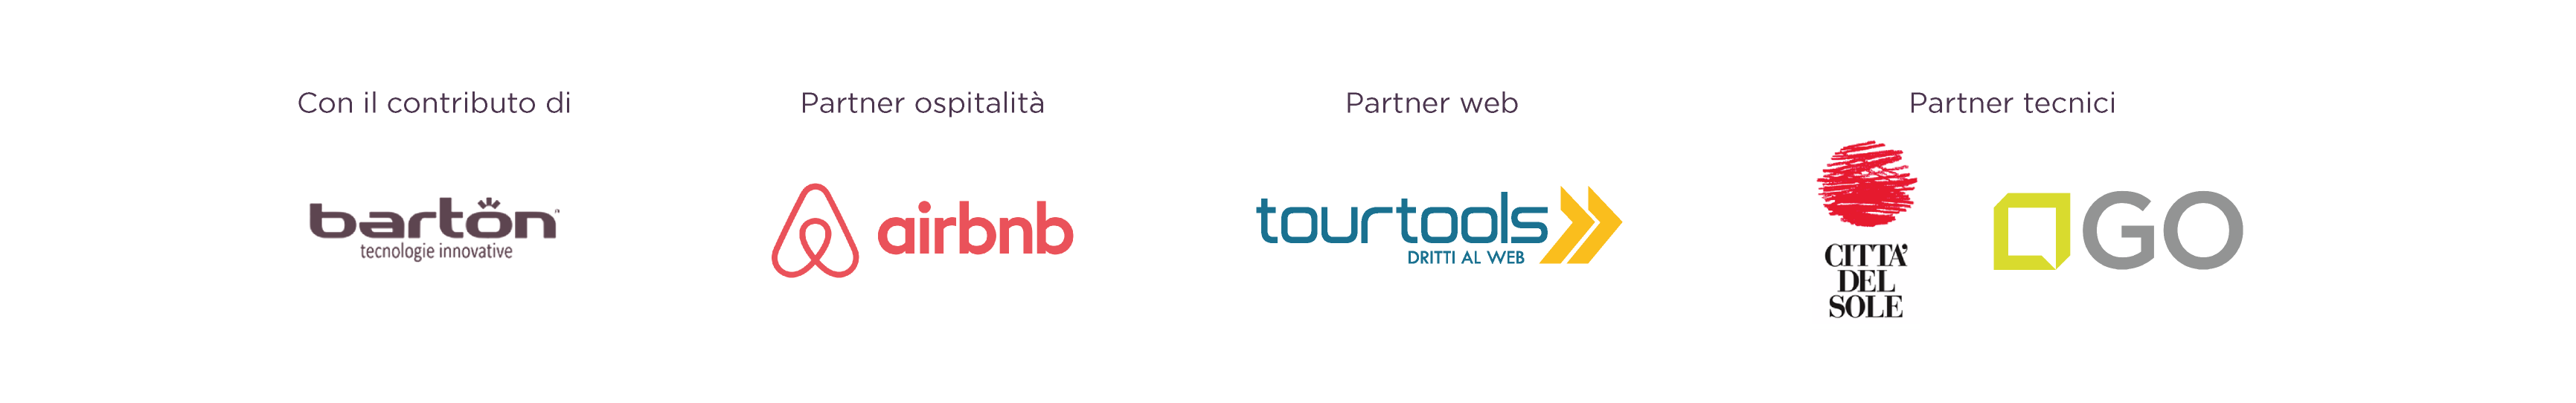 Con il contributo di
bartön
tecnologie innovative
Partner ospitalità
airbnb
Partner web
tourtools
DRITTI AL WEB
Partner tecnici
CITTA'
DEL
SOLE
GO